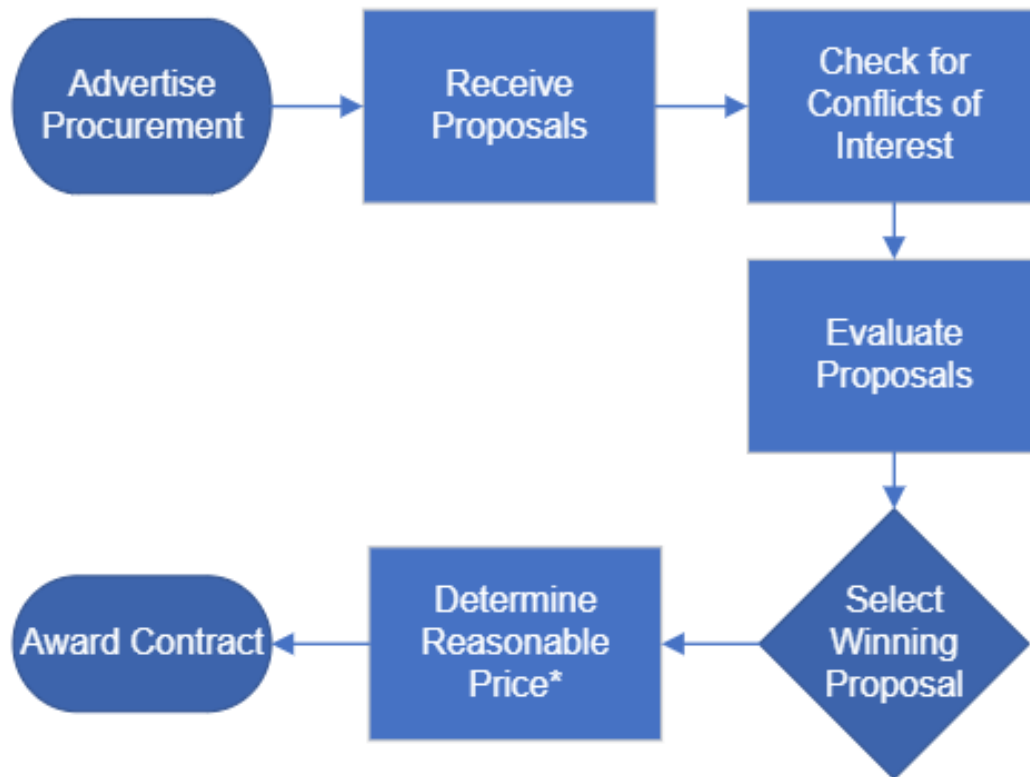 Advertise
Procurement
Receive
Proposals
Check for
Conflicts of
Interest
Evaluate
Proposals
Select
Winning
Proposal
Determine
Reasonable
Price*
Award Contract